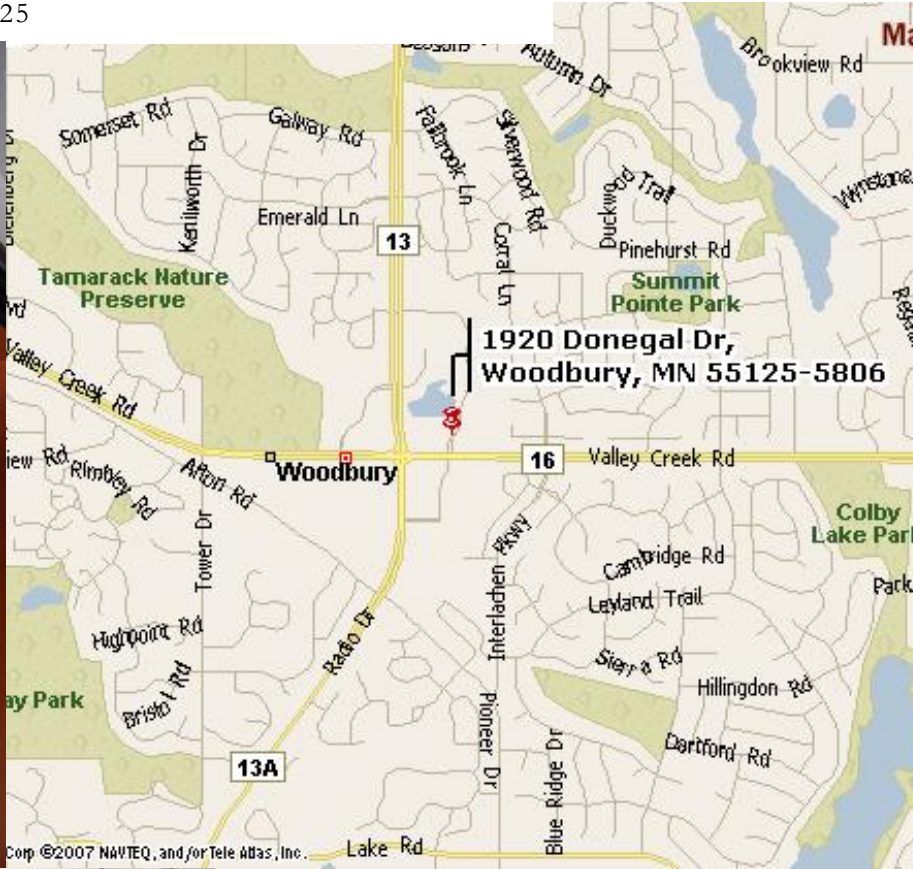 25
Ma
Autumn Dr
Brookview Rd
Somerset Rd
Galway Rd
Kenilworth Dr
Fallbrook Ln
Silverwood Rd
Duckwood Trail
Wynstone
Emerald Ln
13
Corral Ln
Pinehurst Rd
Tamarack Nature
Preserve
Summit
Pointe Park
1920 Donegal Dr,
Woodbury, MN 55125-5806
Valley Creek Rd
iew Rd
Rimbley Rd
Afton Rd
Woodbury
16
Valley Creek Rd
Colby
Lake Park
Tower Dr
Interlachen Pkwy
Cambridge Rd
Leyland Trail
Park
Highpoint Rd
Radio Dr
Sierra Rd
Hillingdon Rd
ay Park
Bristol Rd
Pioneer Dr
Dartford Rd
13A
Blue Ridge Dr
Corp ©2007 NAVTEQ, and/or Tele Atlas, Inc.
Lake Rd